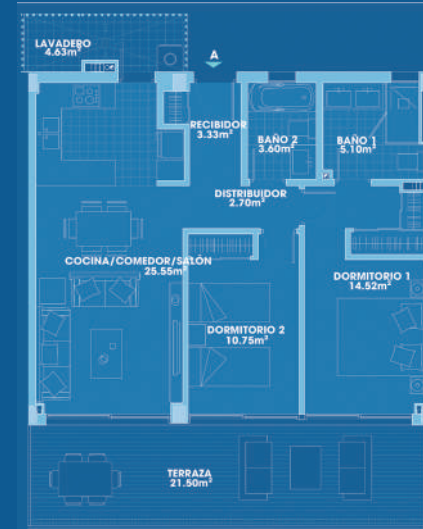 LAVADERO
4.63m²
A
RECIBIDOR
3.33m²
BAÑO 2
3.60m²
BAÑO 1
5.10m²
DISTRIBUIDOR
2.70m²
COCINA/COMEDOR/SALÓN
25.55m²
DORMITORIO 1
14.52m²
DORMITORIO 2
10.75m²
TERRAZA
21.50m²